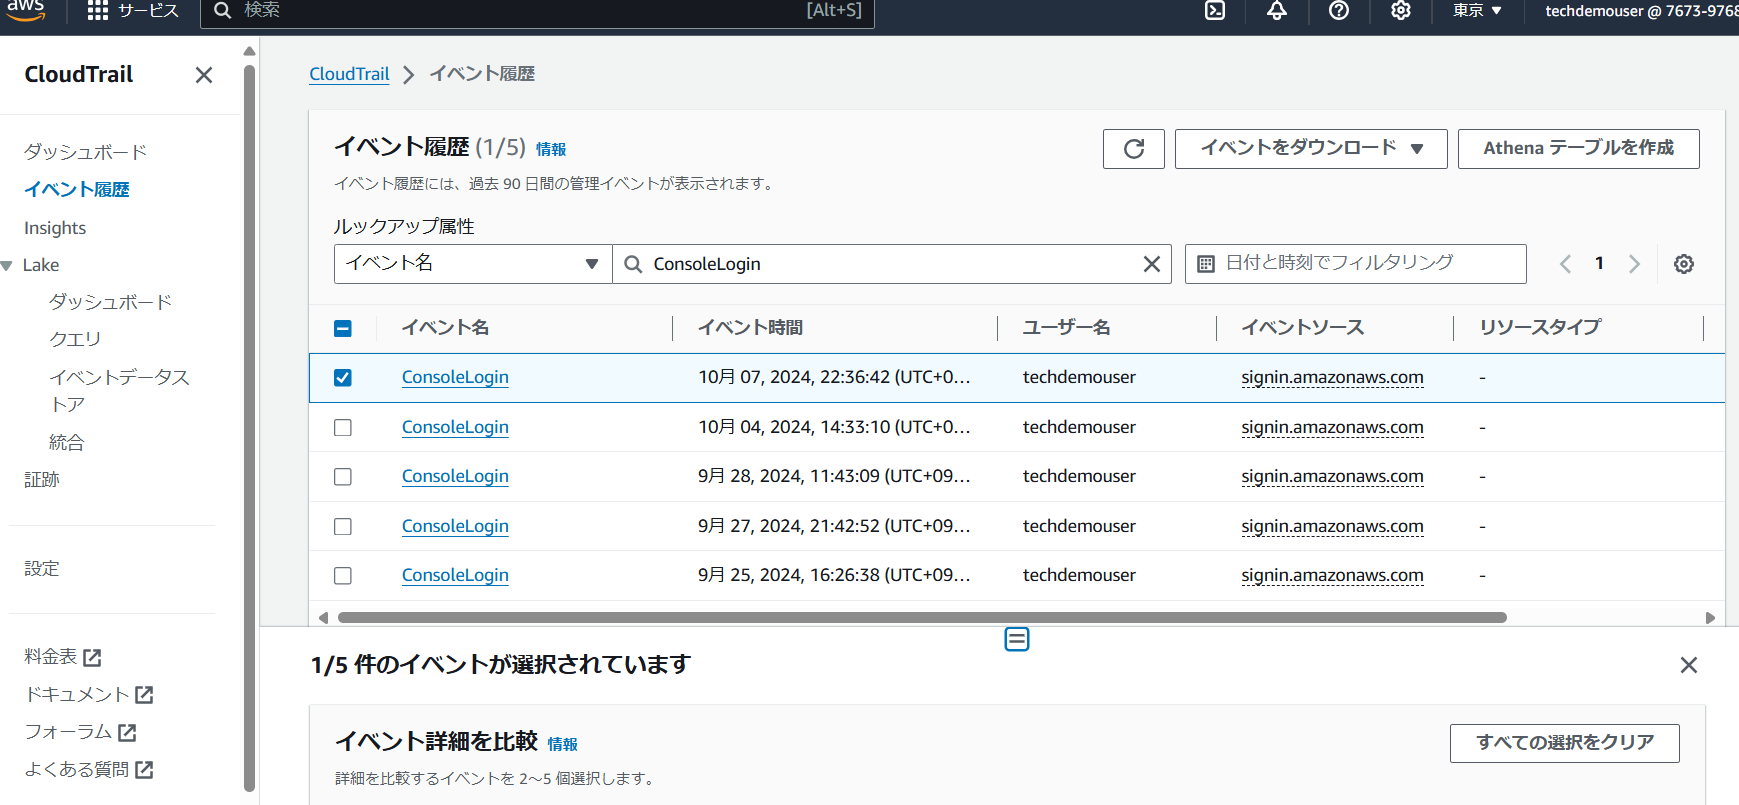 aws
サービス
検索
[Alt+S]
東京
techdemouser @ 7673-9768
CloudTrail
ダッシュボード
イベント履歴
Insights
Lake
ダッシュボード
クエリ
イベントデータス
トア
統合
証跡
設定
料金表
ドキュメント
フォーラム
よくある質問
CloudTrail
イベント履歴
イベント履歴 (1/5) 情報
イベントをダウンロード
Athena テーブルを作成
イベント履歴には、過去 90 日間の管理イベントが表示されます。
ルックアップ属性
イベント名
ConsoleLogin
日付と時刻でフィルタリング
1
イベント名 イベント時間 ユーザー名 イベントソース リソースタイプ
ConsoleLogin 10月 07, 2024, 22:36:42 (UTC+0… techdemouser signin.amazonaws.com -
ConsoleLogin 10月 04, 2024, 14:33:10 (UTC+0… techdemouser signin.amazonaws.com -
ConsoleLogin 9月 28, 2024, 11:43:09 (UTC+09… techdemouser signin.amazonaws.com -
ConsoleLogin 9月 27, 2024, 21:42:52 (UTC+09… techdemouser signin.amazonaws.com -
ConsoleLogin 9月 25, 2024, 16:26:38 (UTC+09… techdemouser signin.amazonaws.com -
1/5 件のイベントが選択されています
イベント詳細を比較 情報
すべての選択をクリア
詳細を比較するイベントを 2～5 個選択します。